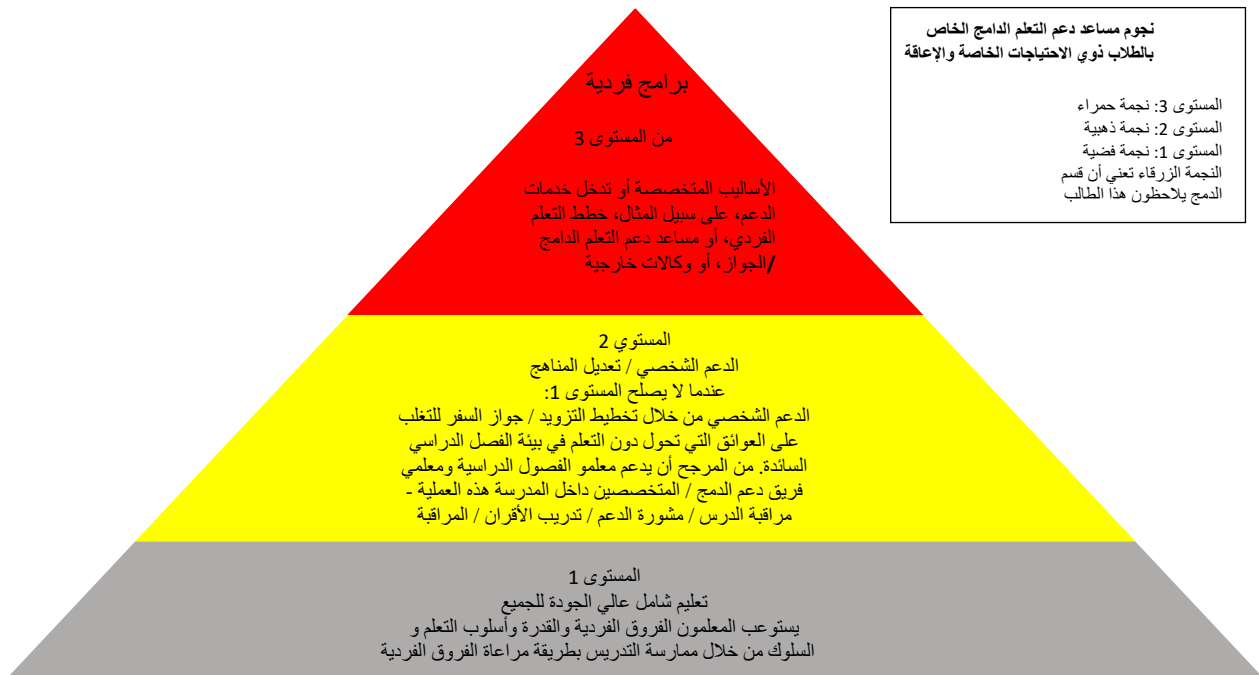 برامج فردية
من المستوى 3
الأساليب المتخصصة أو تدخل خدمات
الدعم، على سبيل المثال، خطط التعلم
الفردي، أو مساعد دعم التعلم الدامج
/الجواز، أو وكالات خارجية
المستوي 2
الدعم الشخصي / تعديل المناهج
عندما لا يصلح المستوى 1:
الدعم الشخصي من خلال تخطيط التزويد / جواز السفر للتغلب
على العوائق التي تحول دون التعلم في بيئة الفصل الدراسي
السائدة. من المرجح أن يدعم معلمو الفصول الدراسية ومعلمي
فريق دعم الدمج / المتخصصين داخل المدرسة هذه العملية -
مراقبة الدرس / مشورة الدعم / تدريب الأقران / المراقبة
المستوى 1
تعليم شامل عالي الجودة للجميع
يستوعب المعلمون الفروق الفردية والقدرة وأسلوب التعلم و
السلوك من خلال ممارسة التدريس بطريقة مراعاة الفروق الفردية
نجوم مساعد دعم التعلم الدامج الخاص
بالطلاب ذوي الاحتياجات الخاصة والإعاقة
المستوى 3: نجمة حمراء
المستوى 2: نجمة ذهبية
المستوى 1: نجمة فضية
النجمة الزرقاء تعني أن قسم
الدمج يلاحظون هذا الطالب